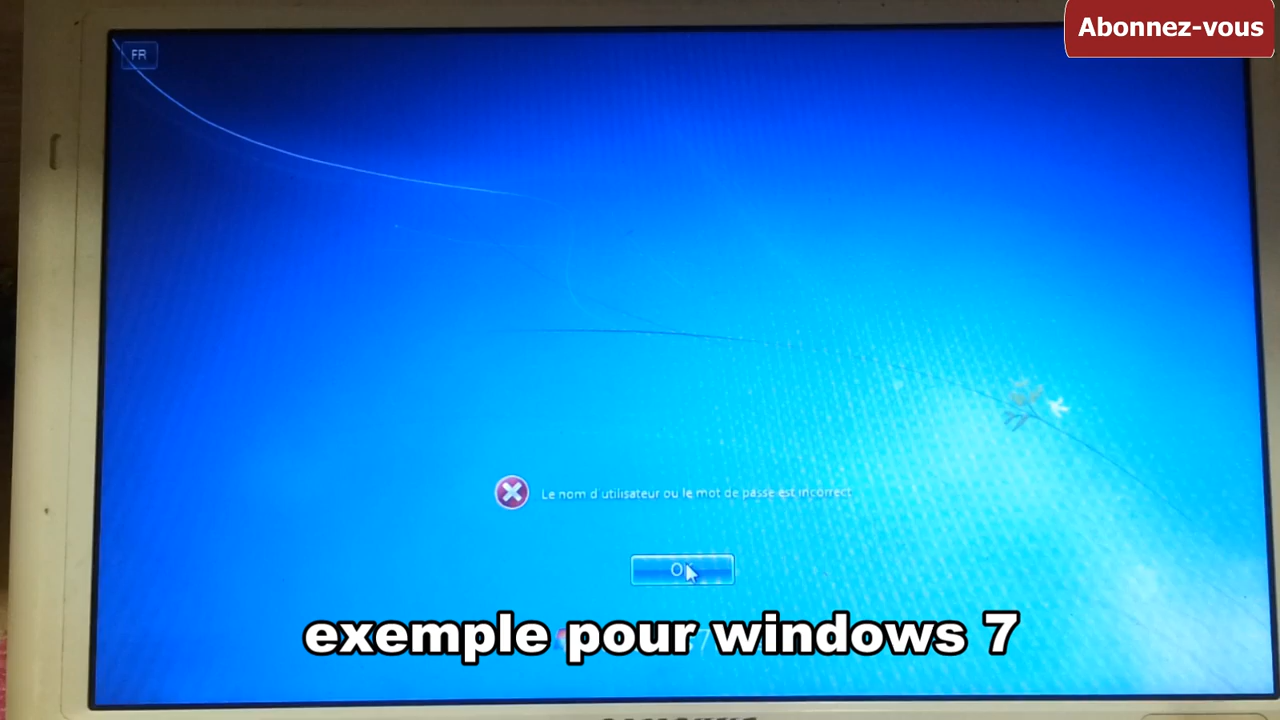 Abonnez-vous
FR
Le nom d utilisateur ou le mot de passe est incorrect
OK
exemple pour windows 7